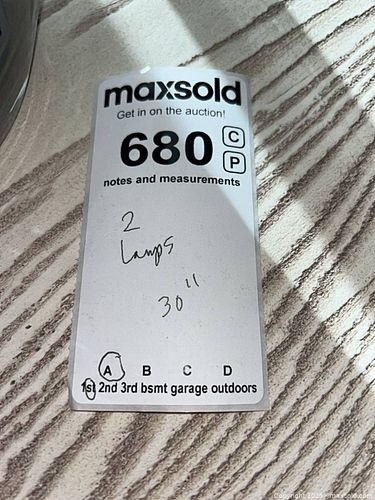 maxsold
Get in on the auction!
680 C
P
notes and measurements
2
Lamps
30"
A B C D
1st 2nd 3rd bsmt garage outdoors